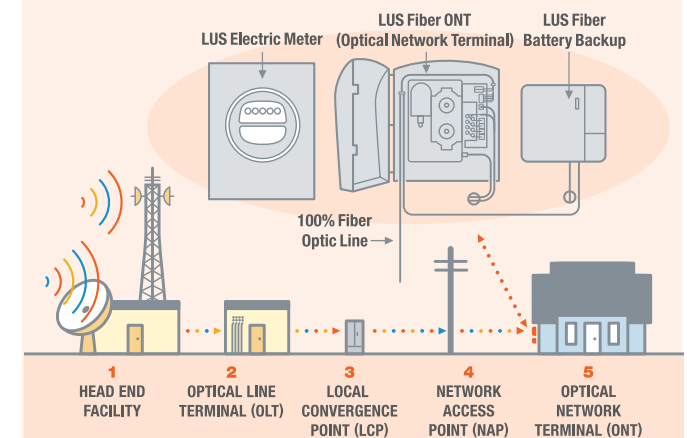 LUS Electric Meter
LUS Fiber ONT
(Optical Network Terminal)
LUS Fiber
Battery Backup
100% Fiber
Optic Line
1
HEAD END
FACILITY
2
OPTICAL LINE
TERMINAL (OLT)
3
LOCAL
CONVERGENCE
POINT (LCP)
4
NETWORK
ACCESS
POINT (NAP)
5
OPTICAL
NETWORK
TERMINAL (ONT)